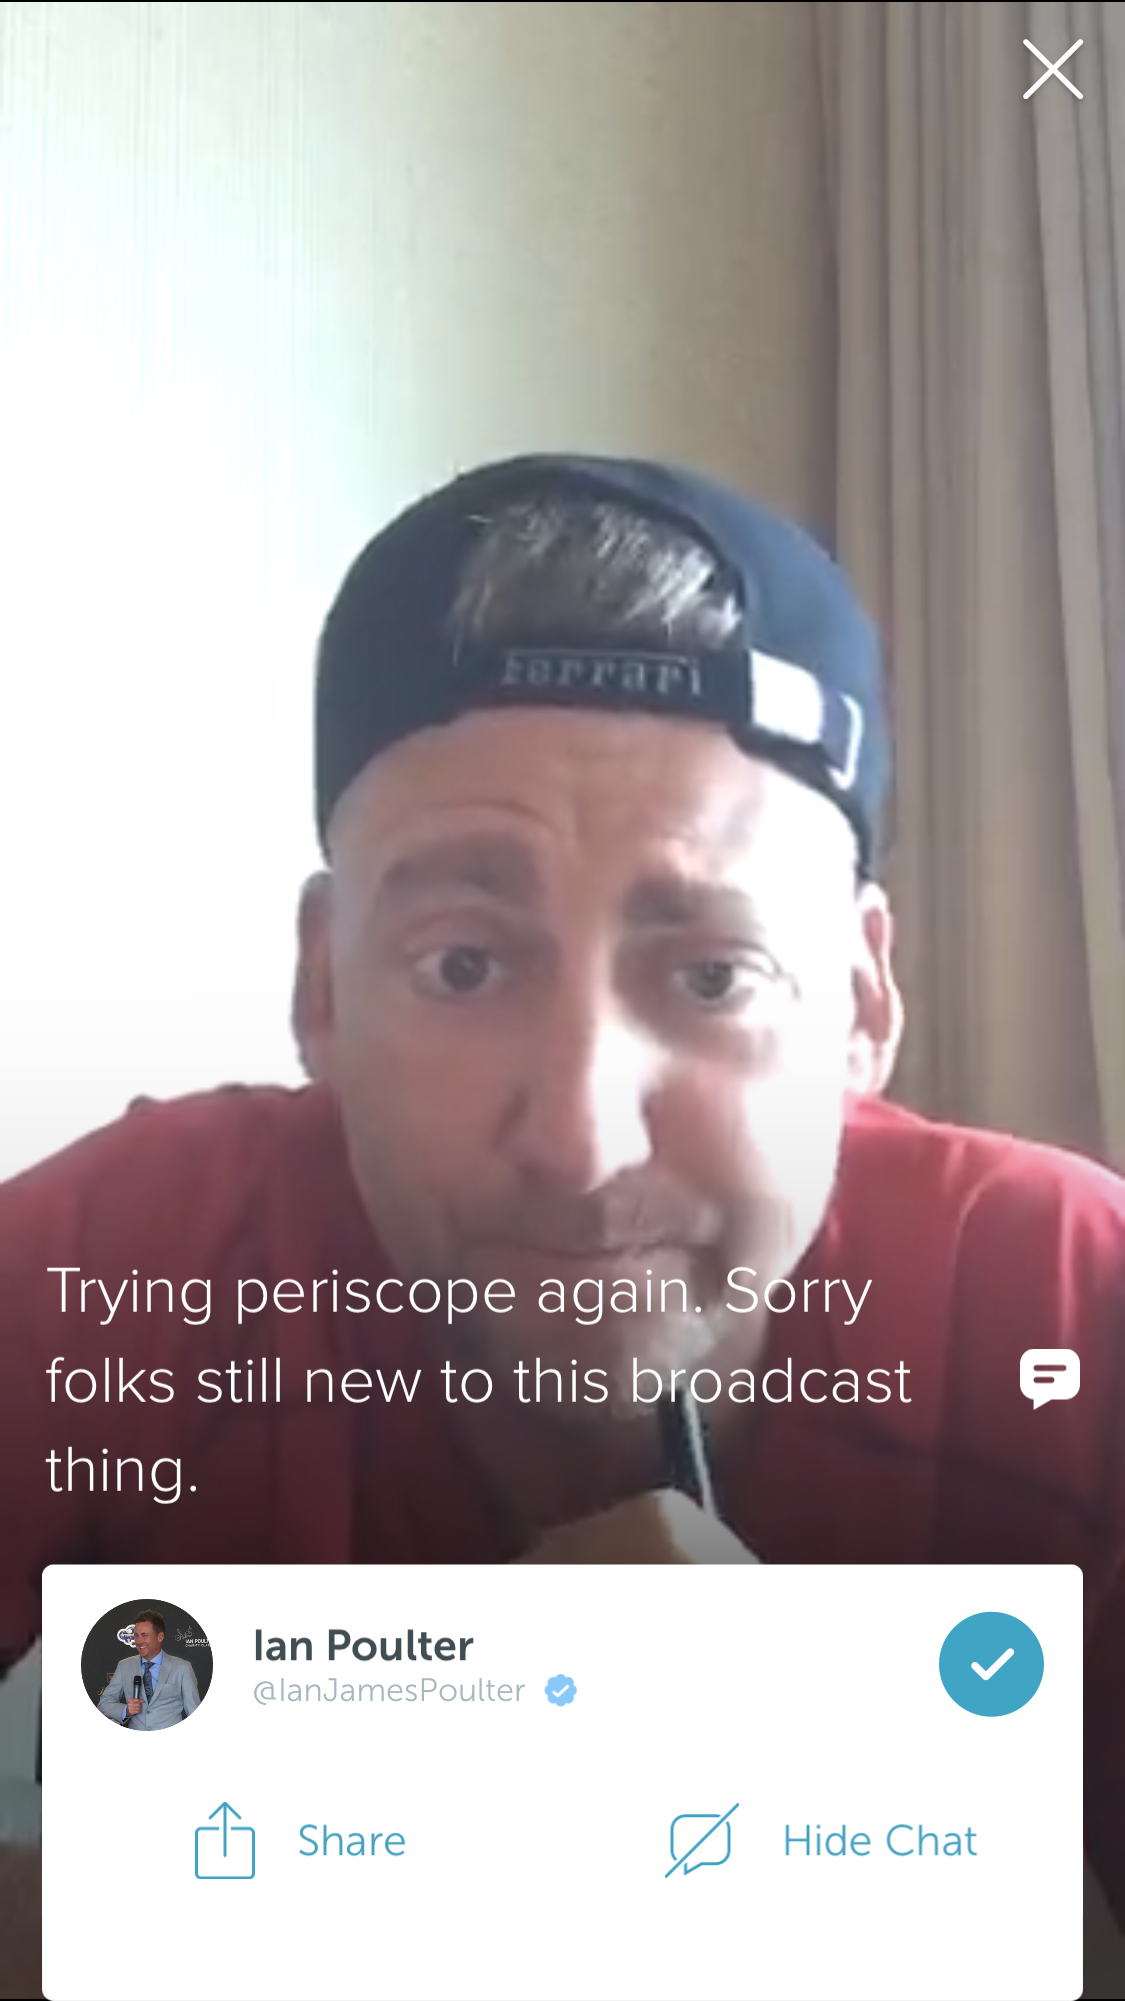 ferrari
Trying periscope again. Sorry
folks still new to this broadcast
thing.
Ian Poulter
@IanJamesPoulter
Share
Hide Chat